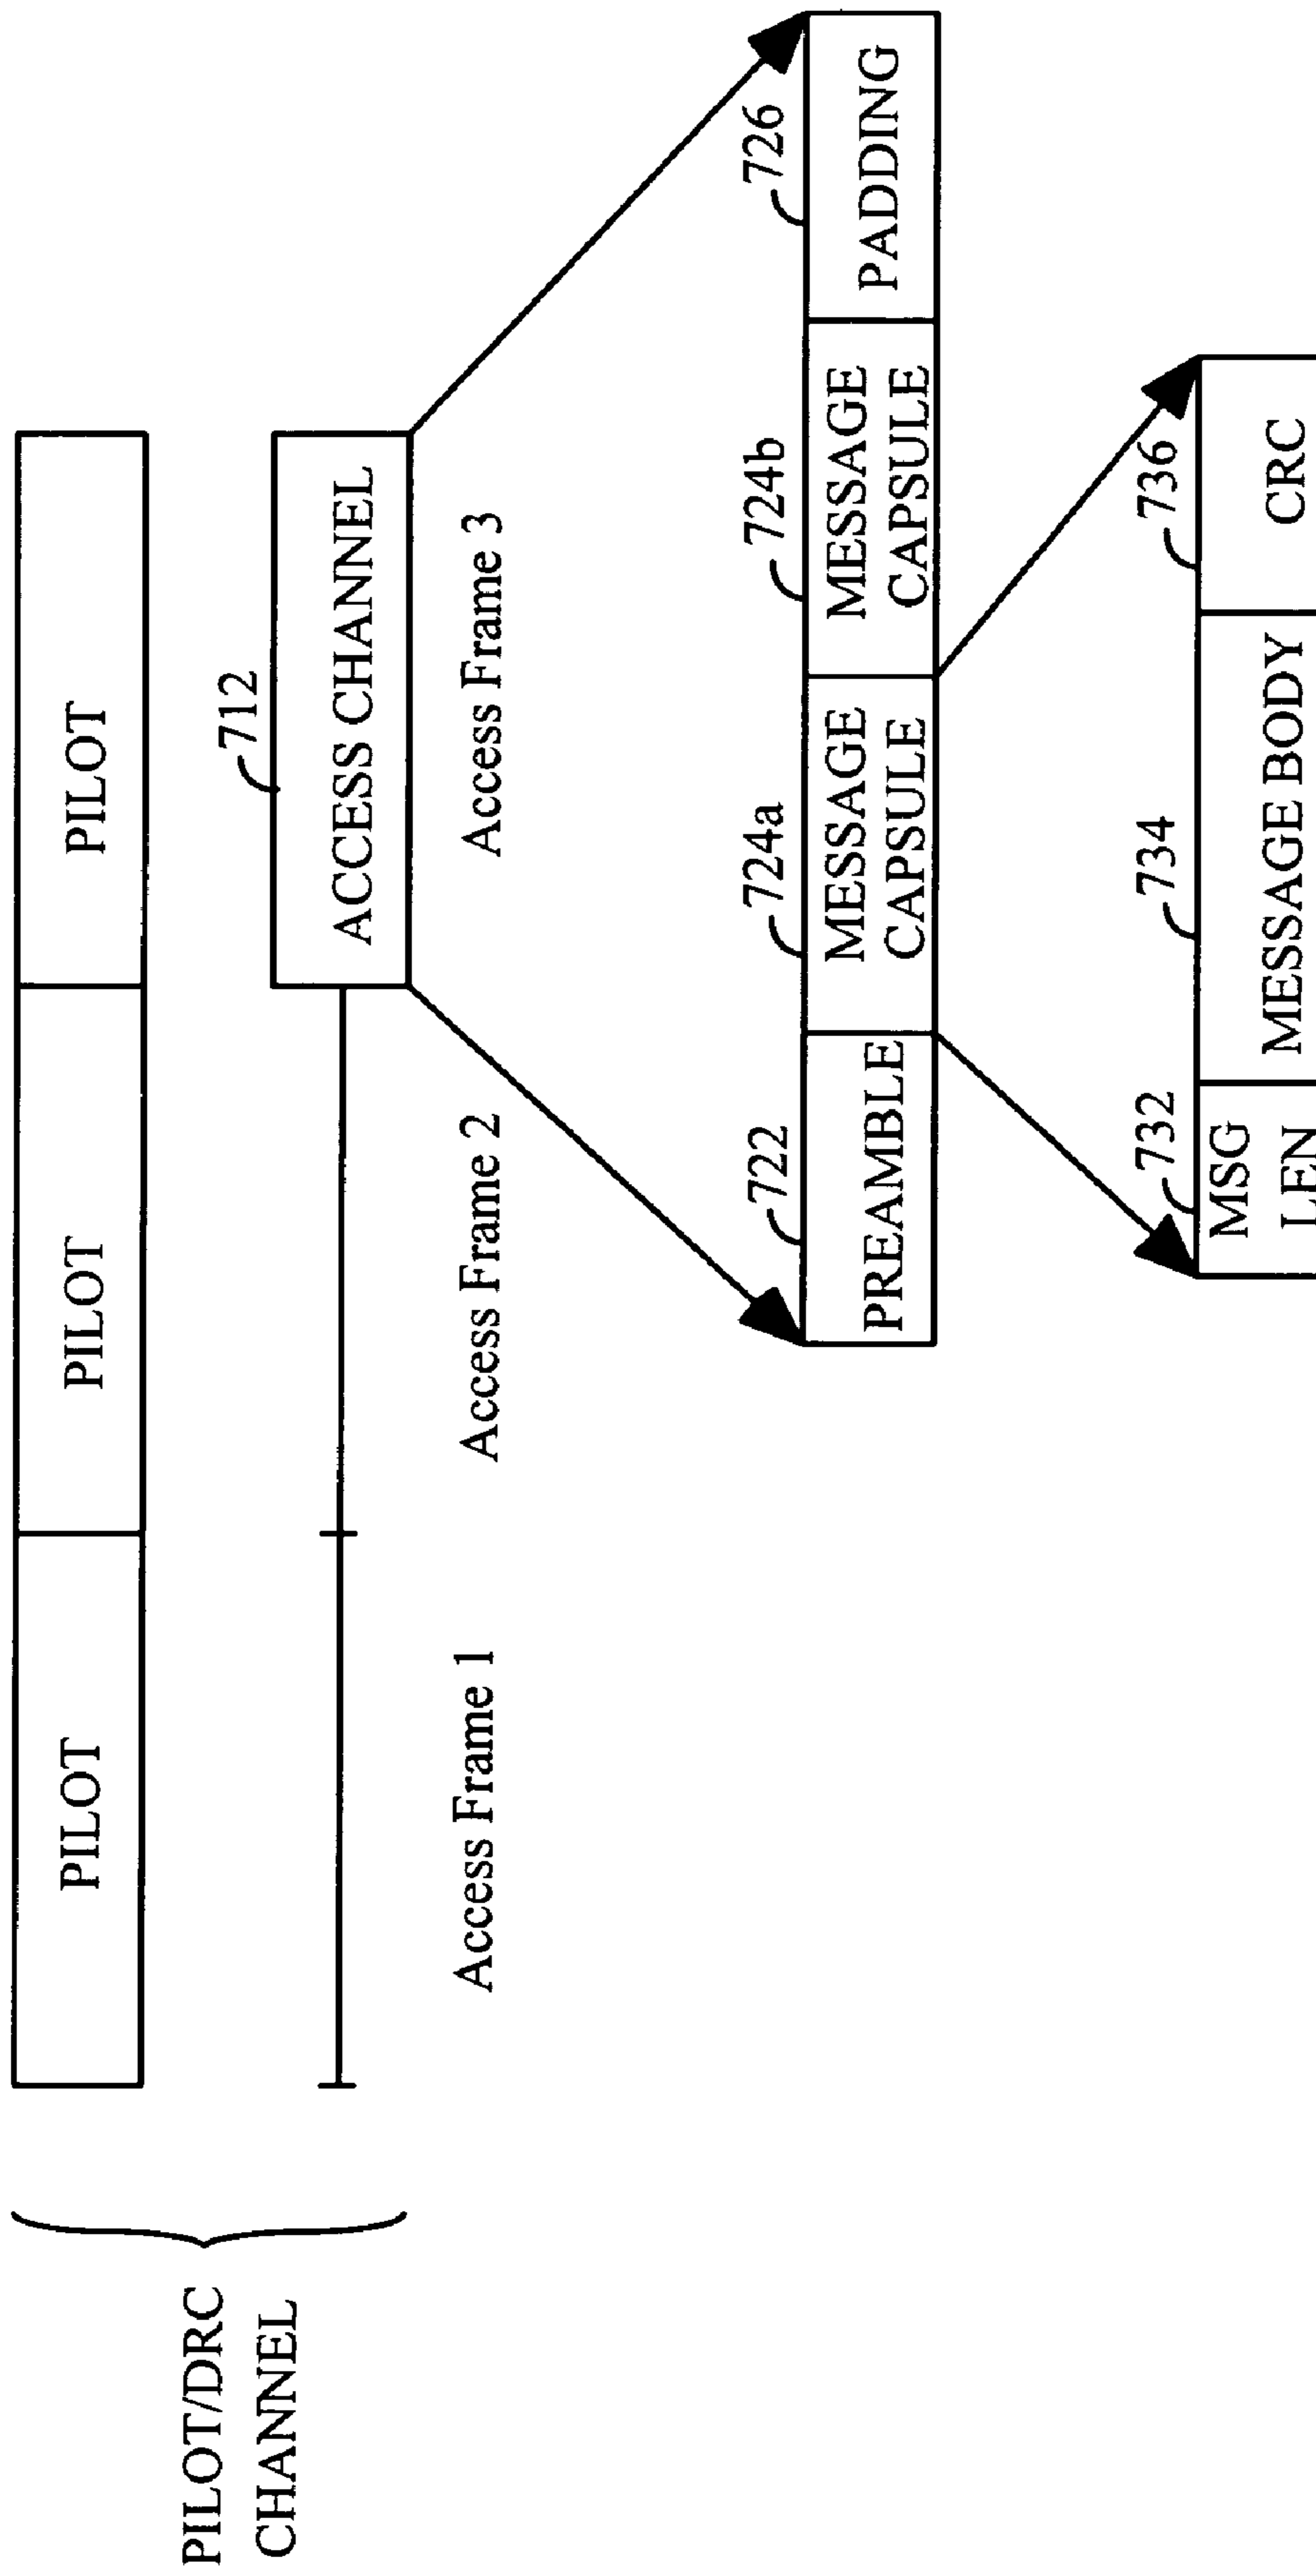 PILOT/DRC
CHANNEL
PILOT
PILOT
PILOT
712
ACCESS CHANNEL
Access Frame 1
Access Frame 2
Access Frame 3
722
724a
724b
726
PREAMBLE
MESSAGE
CAPSULE
MESSAGE
CAPSULE
PADDING
732
734
736
MSG
LEN
MESSAGE BODY
CRC